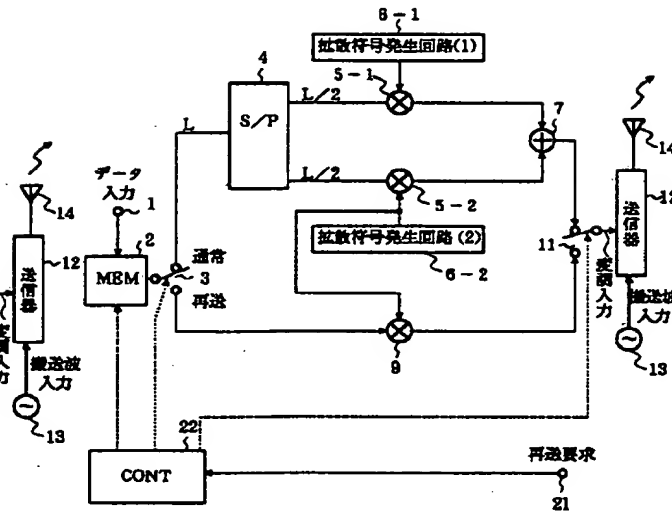 6-1
拡散符号発生回路(1)
4
5-1
L/2
7
S/P
L
14
データ
入力
14
1
L/2
5-2
12
2
通常
拡散符号発生回路(2)
11
12
送信器
MEM
3
6-2
送信器
再送
変調入力
搬送波
入力
9
搬送波
入力
13
13
22
CONT
再送要求
21